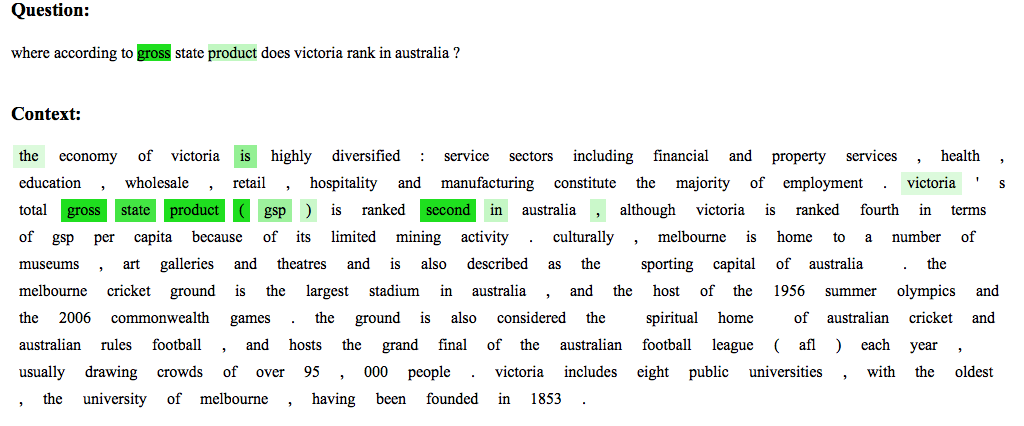 Question:
where according to gross state product does victoria rank in australia ?
Context:
the economy of victoria is highly diversified : service sectors including financial and property services , health ,
education , wholesale , retail , hospitality and manufacturing constitute the majority of employment . victoria ' s
total gross state product ( gsp ) is ranked second in australia , although victoria is ranked fourth in terms
of gsp per capita because of its limited mining activity . culturally , melbourne is home to a number of
museums , art galleries and theatres and is also described as the sporting capital of australia . the
melbourne cricket ground is the largest stadium in australia , and the host of the 1956 summer olympics and
the 2006 commonwealth games . the ground is also considered the spiritual home of australian cricket and
australian rules football , and hosts the grand final of the australian football league ( afl ) each year ,
usually drawing crowds of over 95 , 000 people . victoria includes eight public universities , with the oldest
, the university of melbourne , having been founded in 1853 .